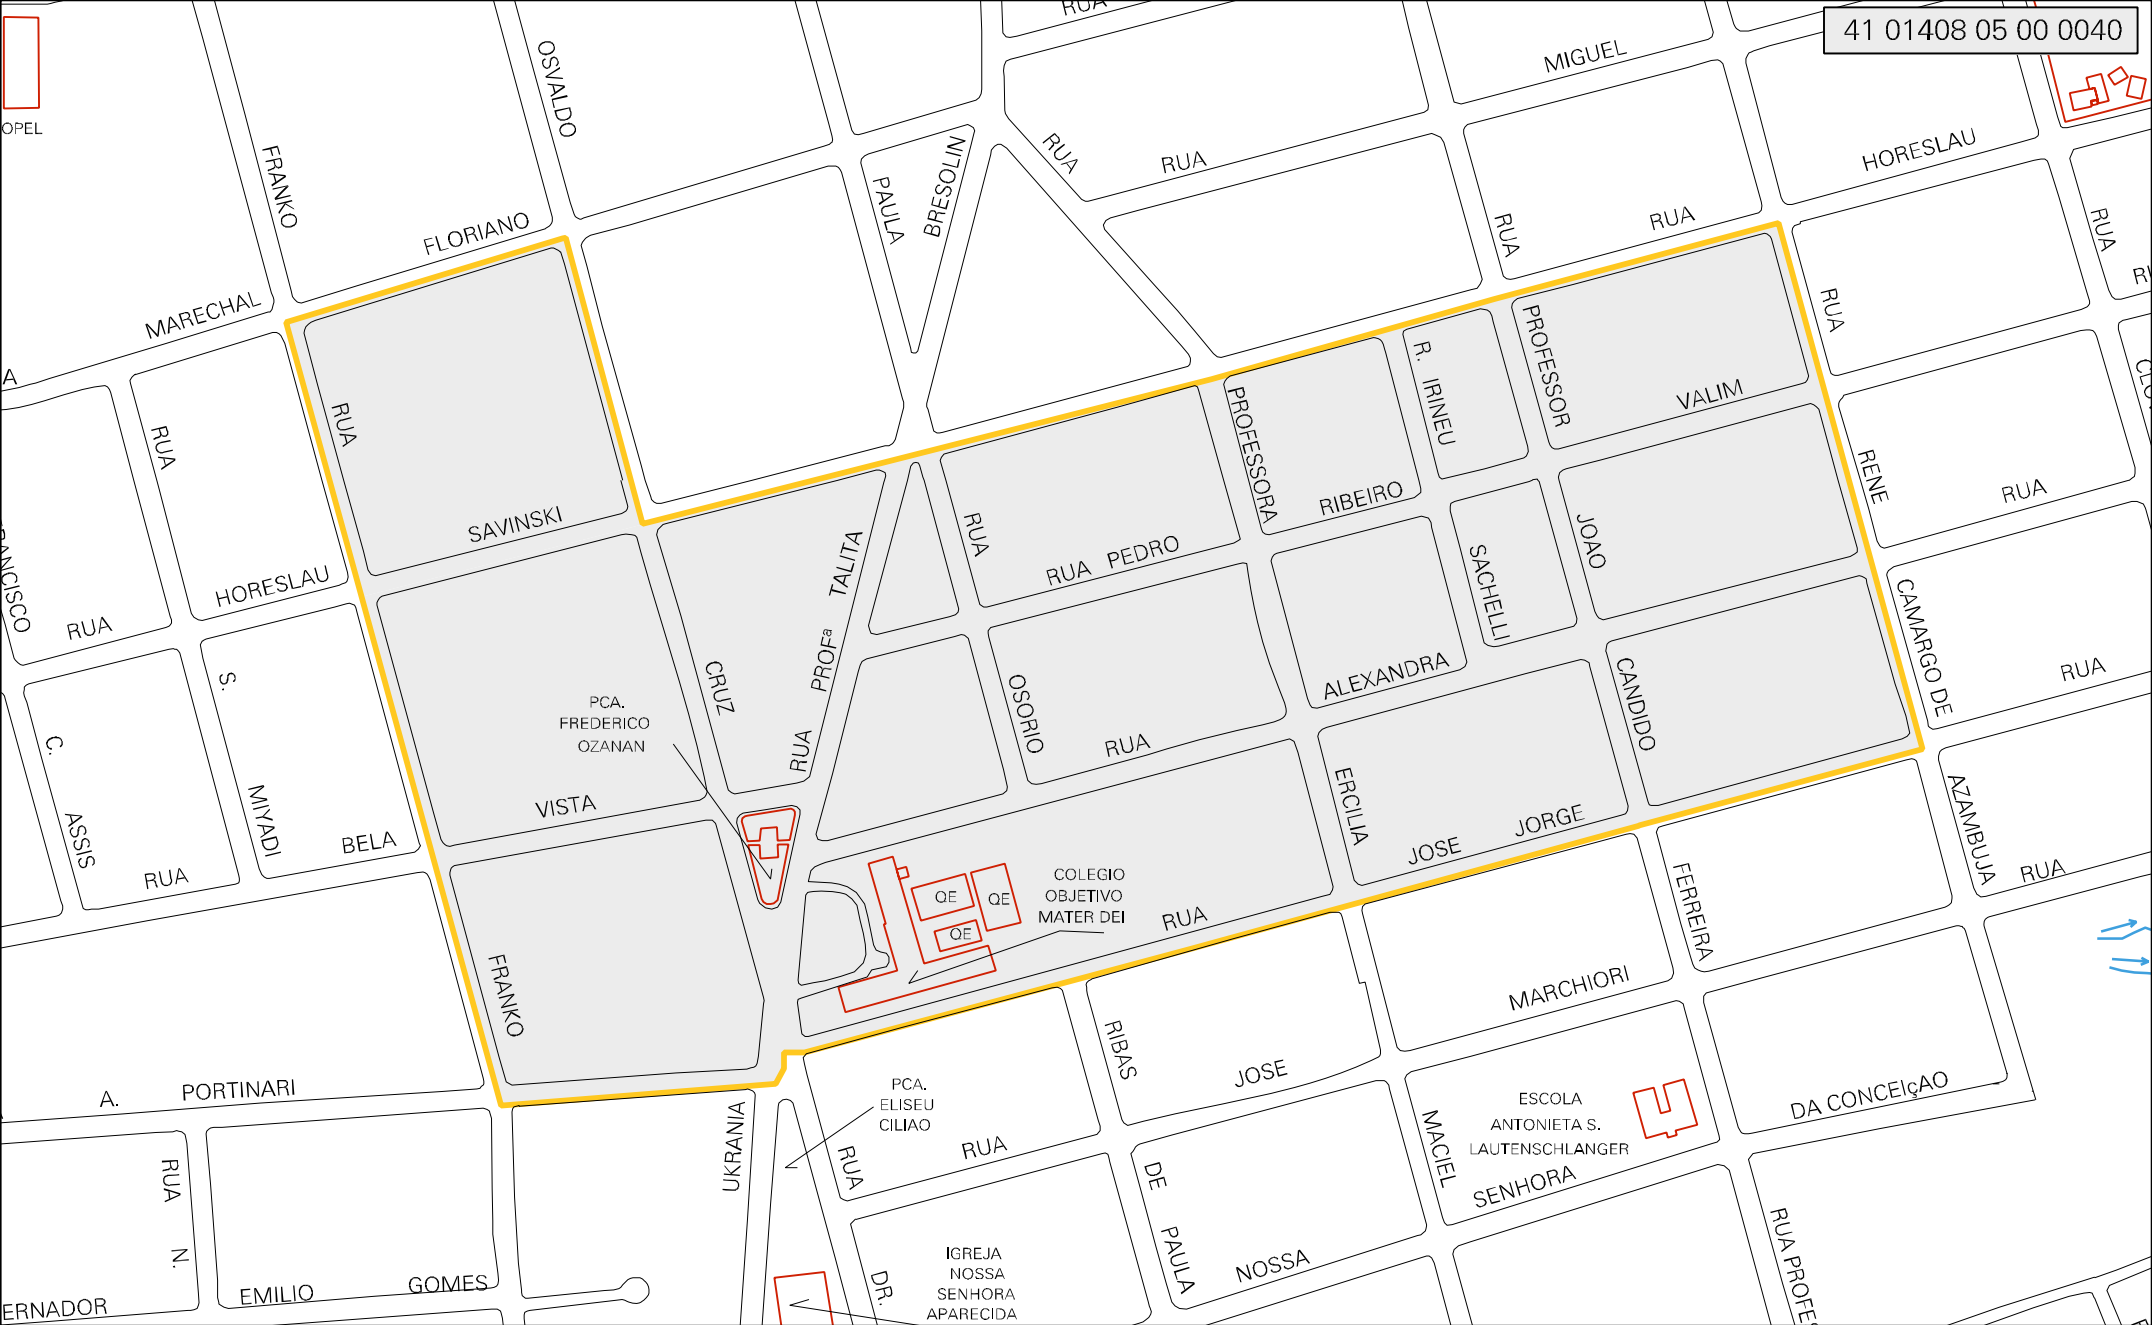 RUA
41 01408 05 00 0040
OSVALDO
MIGUEL
OPEL
FRANKO
RUA
RUA
HORESLAU
PAULA
BRESOLIN
FLORIANO
RUA
RUA
RUA
MARECHAL
RUA
PROFESSOR
R. IRINEU
A
RUA
RUA
PROFESSORA
VALIM
SAVINSKI
RUA
RIBEIRO
RENE
RUA
HORESLAU
TALITA
RUA PEDRO
SACHELLI
JOAO
RANCISCO
RUA
PROFª
CRUZ
OSORIO
ALEXANDRA
CANDIDO
CAMARGO DE
RUA
S.
PCA.
FREDERICO
OZANAN
C.
RUA
RUA
MIYADI
VISTA
ERCILIA
JORGE
AZAMBUJA
ASSIS
BELA
JOSE
RUA
RUA
COLEGIO
OBJETIVO
MATER DEI
QE
QE
QE
RUA
FERREIRA
FRANKO
MARCHIORI
RIBAS
A. PORTINARI
JOSE
PCA.
ELISEU
CILIAO
UKRANIA
RUA
RUA
MACIEL
ESCOLA
ANTONIETA S.
LAUTENSCHLANGER
DA CONCEIçAO
RUA
N.
DE
PAULA
SENHORA
RUA PROFES
EMILIO GOMES
ERNADOR
DR.
IGREJA
NOSSA
SENHORA
APARECIDA
NOSSA